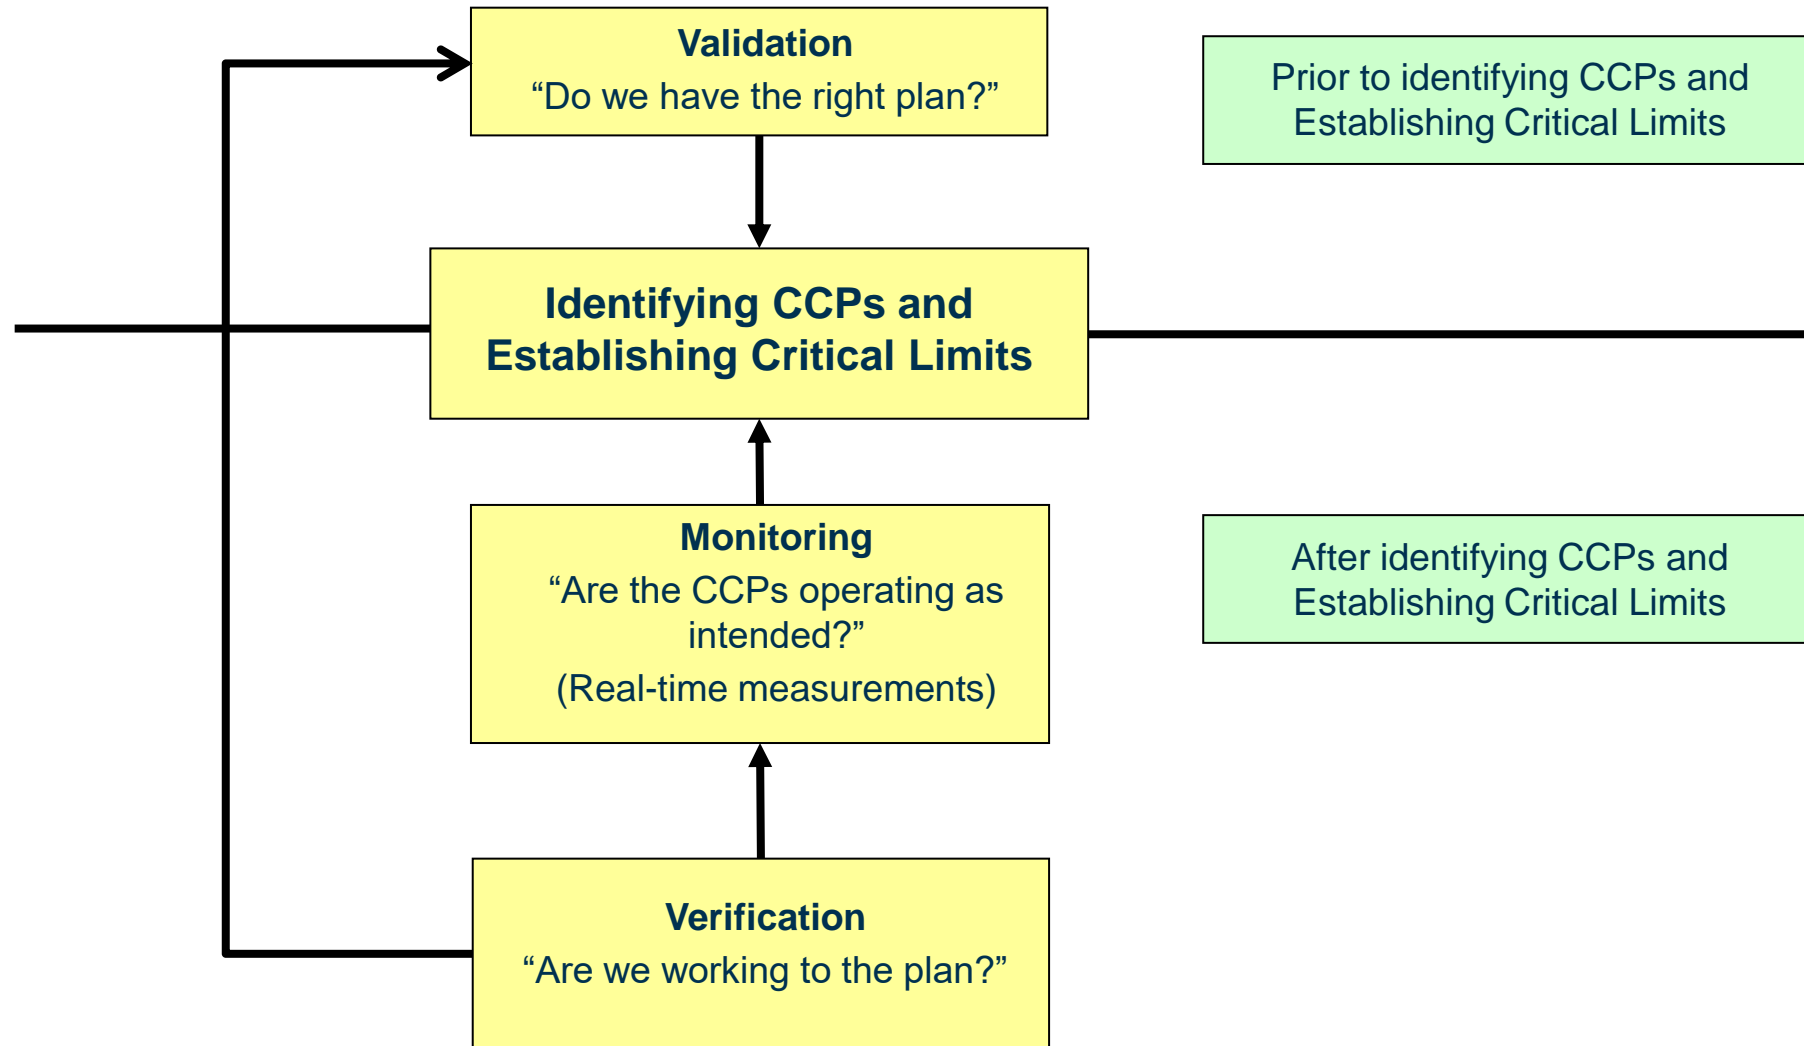 Validation
“Do we have the right plan?”
Prior to identifying CCPs and
Establishing Critical Limits
Identifying CCPs and
Establishing Critical Limits
Monitoring
“Are the CCPs operating as
intended?”
(Real-time measurements)
After identifying CCPs and
Establishing Critical Limits
Verification
“Are we working to the plan?”